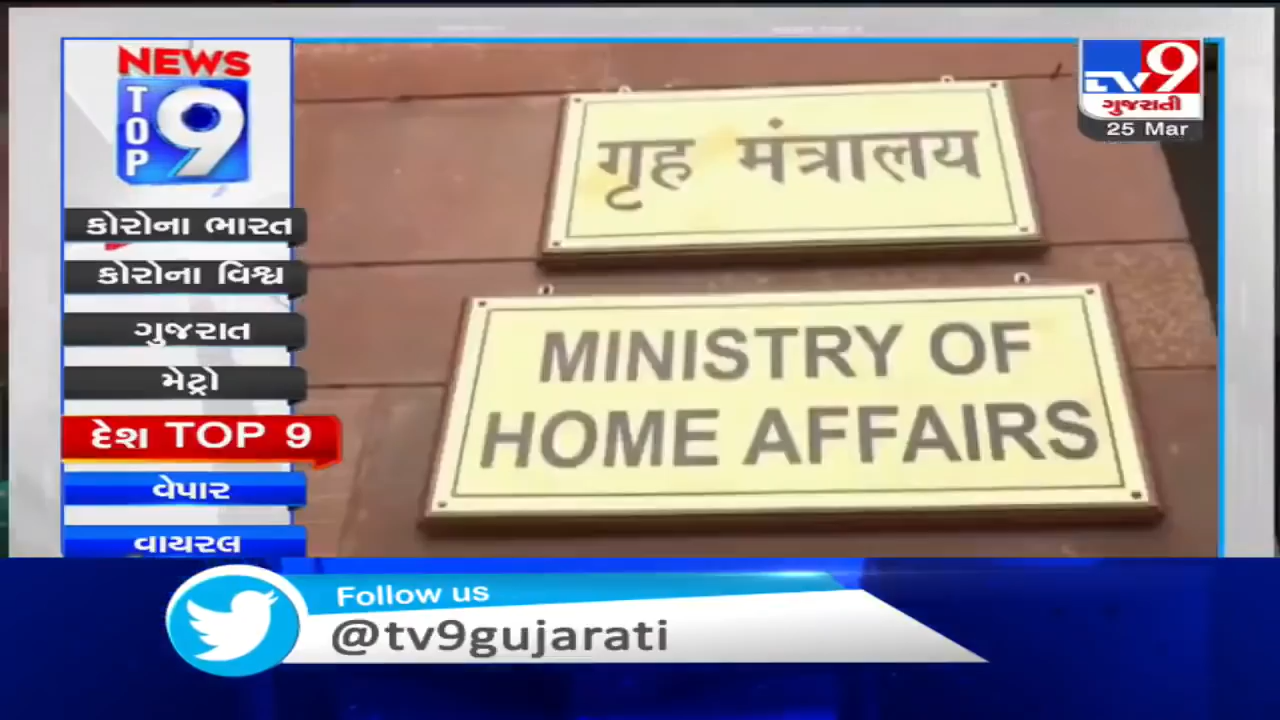 NEWS
TOP 9
કોરોના ભારત
કોરોના વિશ્વ
ગુજરાત
મેટ્રો
દેશ TOP 9
વેપાર
વાયરલ
गृह मंत्रालय
MINISTRY OF
HOME AFFAIRS
TV9
ગુજરાતી
25 Mar
Follow us
@tv9gujarati